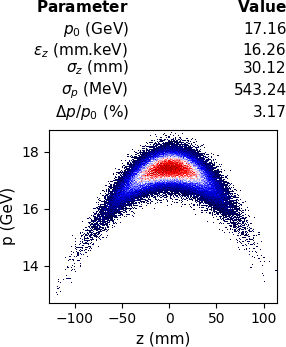 Parameter Value
p₀ (GeV) 17.16
εz (mm.keV) 16.26
σz (mm) 30.12
σp (MeV) 543.24
Δp/p₀ (%) 3.17
18
16
14
p (GeV)
−100 −50 0 50 100
z (mm)